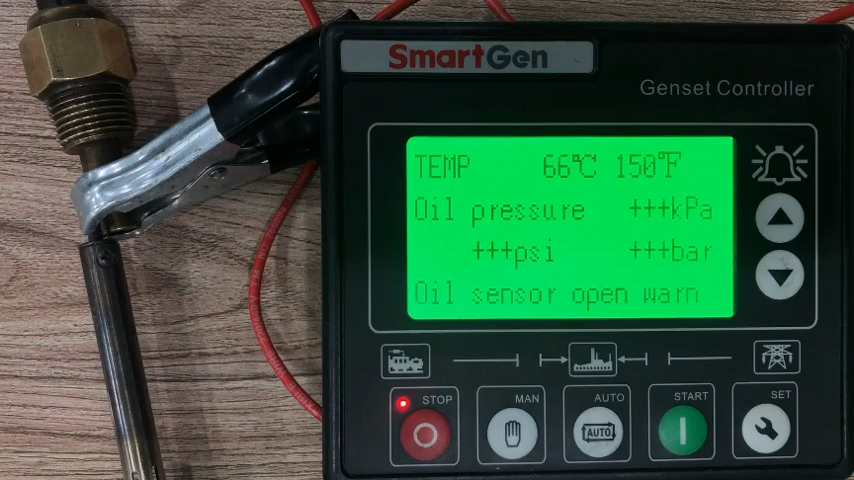 SmartGen
Genset Controller
TEMP 66℃ 150℉
Oil pressure +++kPa
+++psi +++bar
Oil sensor open warn
STOP MAN AUTO START SET
AUTO